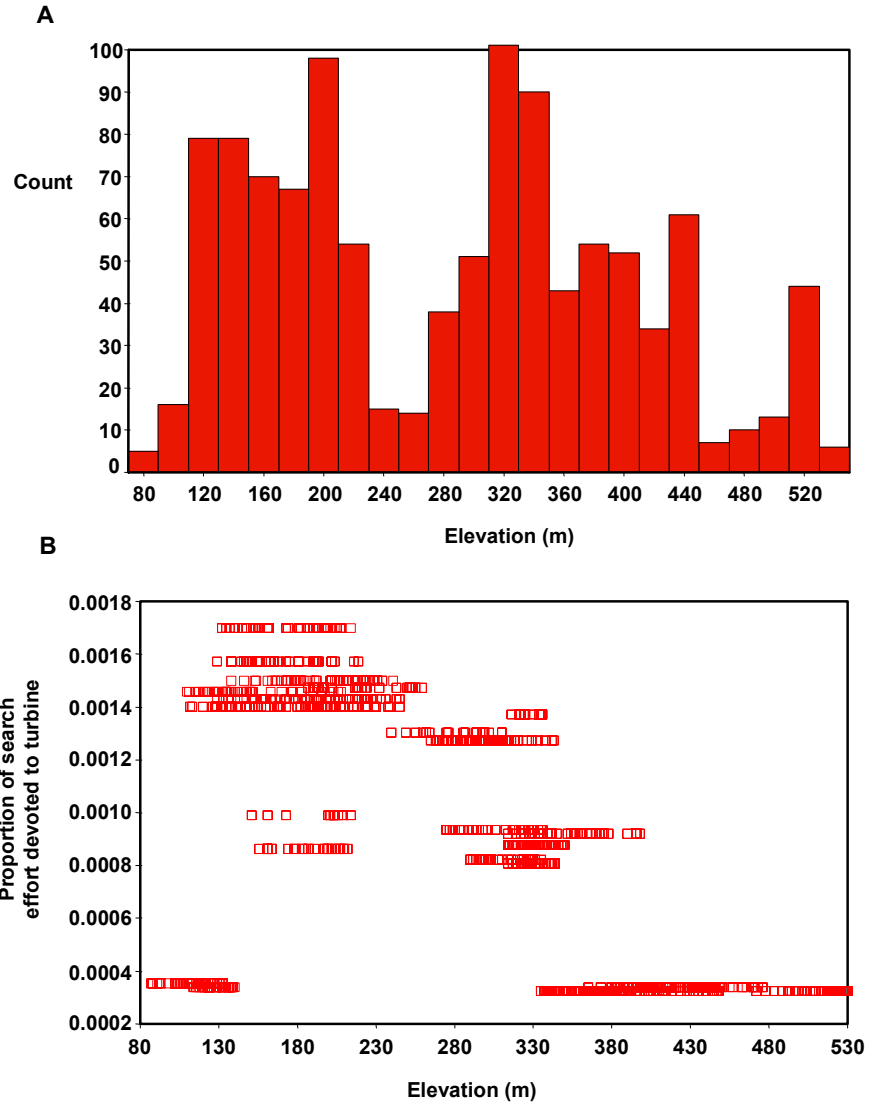 A
100
90
80
70
60
50
40
30
20
10
0
Count
80 120 160 200 240 280 320 360 400 440 480 520
Elevation (m)
B
0.0018
0.0016
0.0014
0.0012
0.0010
0.0008
0.0006
0.0004
0.0002
Proportion of search
effort devoted to turbine
80 130 180 230 280 330 380 430 480 530
Elevation (m)